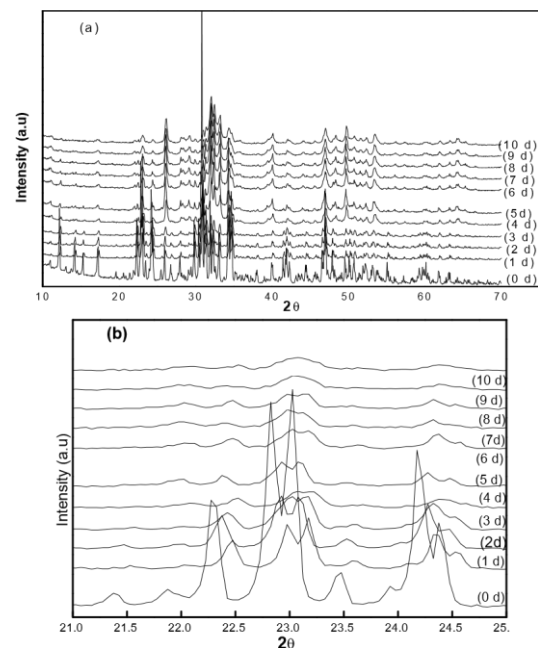 (a)
Intensity (a.u)
(10 d)
(9 d)
(8 d)
(7 d)
(6 d)
(5 d)
(4 d)
(3 d)
(2 d)
(1 d)
(0 d)
10 20 30 40 50 60 70
2θ
(b)
Intensity (a.u)
(10 d)
(9 d)
(8 d)
(7d)
(6 d)
(5 d)
(4 d)
(3 d)
(2d)
(1 d)
(0 d)
21.0 21.5 22.0 22.5 23.0 23.5 24.0 24.5 25.
2θ